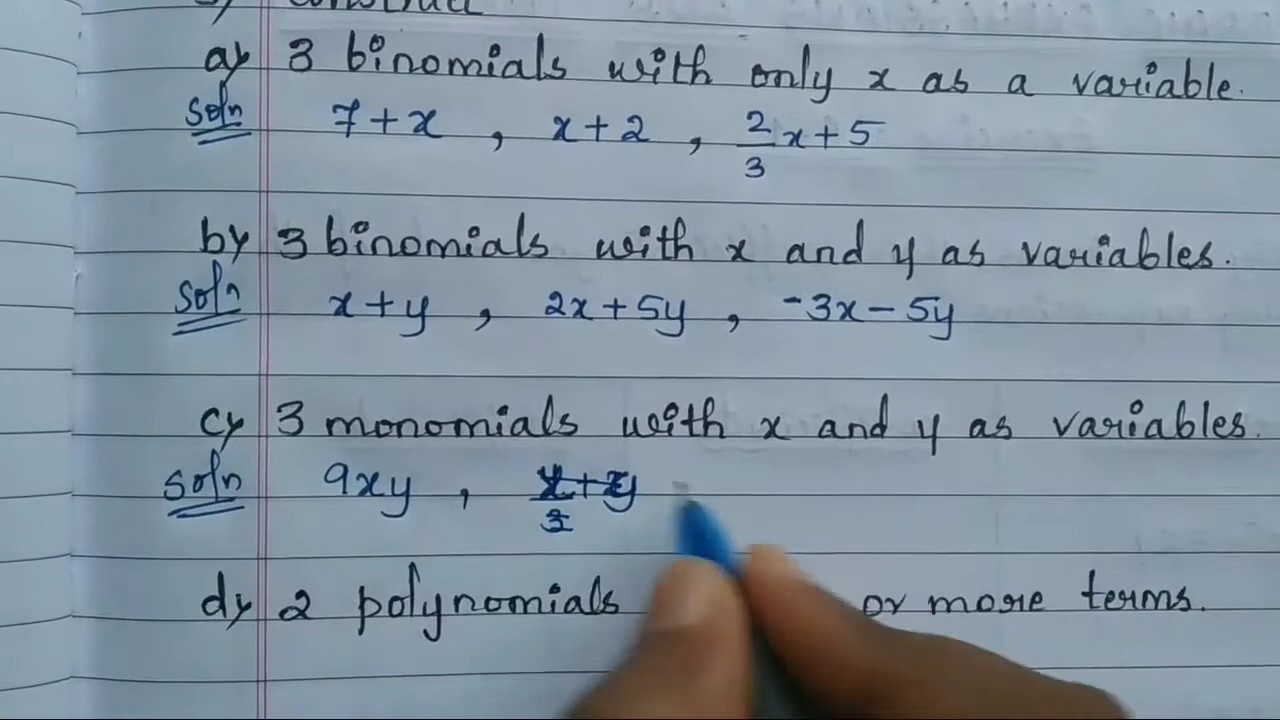 construct
a) 3 binomials with only x as a variable.
Soln 7+x , x+2 , 2/3 x+5
b) 3 binomials with x and y as variables.
Soln x+y , 2x+5y , -3x-5y
c) 3 monomials with x and y as variables.
Soln 9xy ,
d) 2 polynomials or more terms.